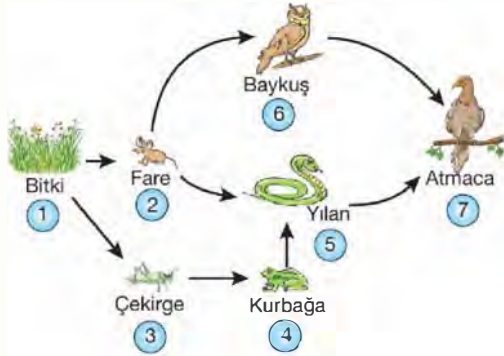 Baykuş
6
Bitki
1
Fare
2
Yılan
5
Atmaca
7
Çekirge
3
Kurbağa
4